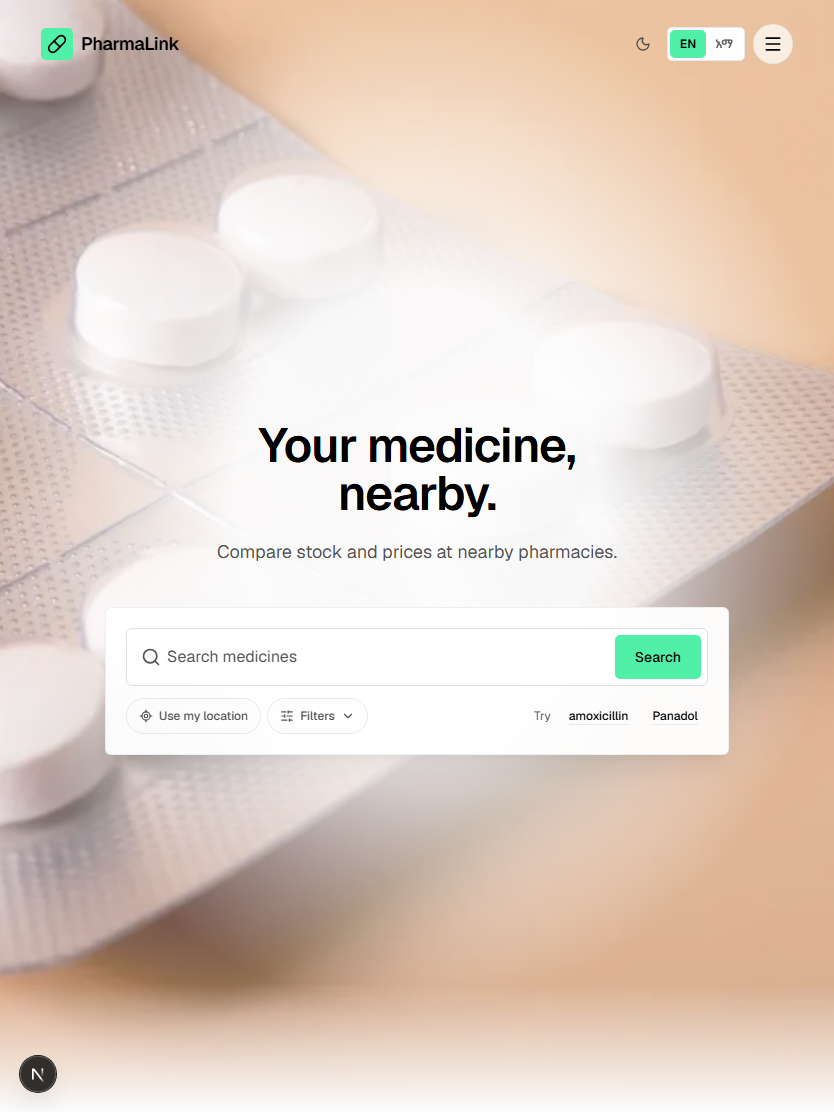 PharmaLink
EN አማ
Your medicine,
nearby.
Compare stock and prices at nearby pharmacies.
Search medicines
Search
Use my location
Filters
Try amoxicillin Panadol
N